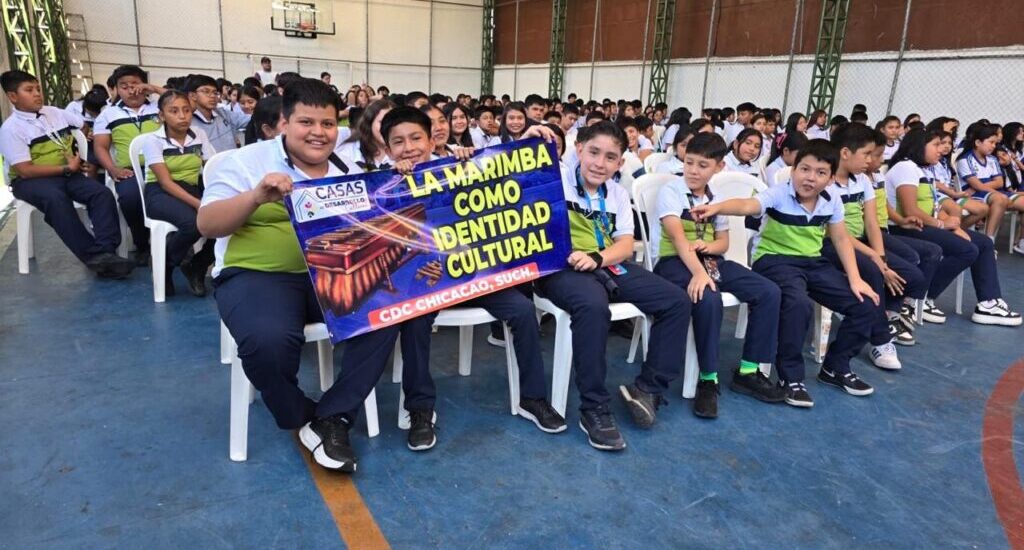 CASAS
DESARROLLO
LA MARIMBA
COMO
IDENTIDAD
CULTURAL
CDC CHICACAO, SUCH.